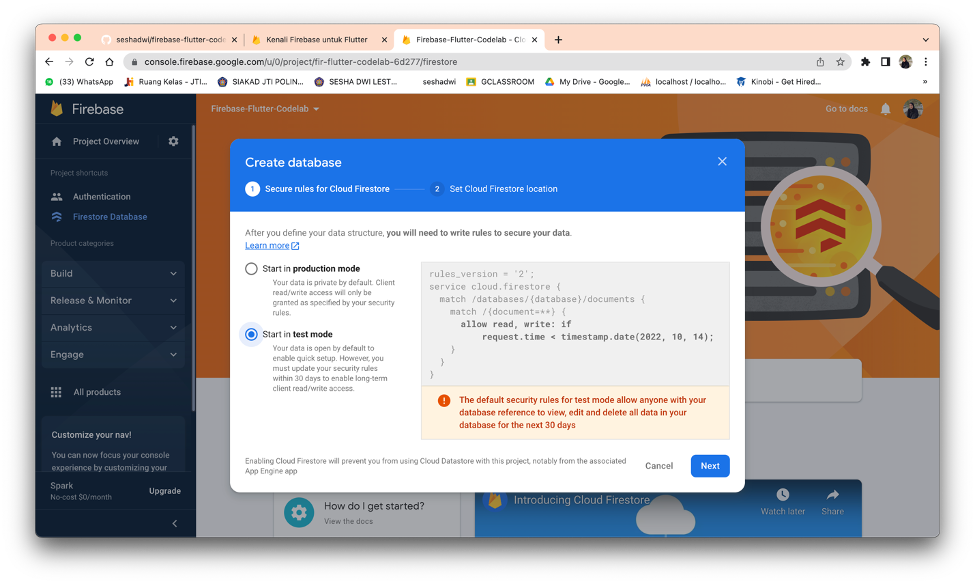 seshadwi/firebase-flutter-code
Kenali Firebase untuk Flutter
Firebase-Flutter-Codelab - Clo
console.firebase.google.com/u/0/project/fir-flutter-codelab-6d277/firestore
(33) WhatsApp
Ruang Kelas - JTI...
SIAKAD JTI POLIN...
SESHA DWI LEST...
seshadwi
GCLASSROOM
My Drive - Google...
localhost / localho...
Kinobi - Get Hired...
»
Firebase
Firebase-Flutter-Codelab
Go to docs
Project Overview
Project shortcuts
Authentication
Firestore Database
Product categories
Build
Release & Monitor
Analytics
Engage
All products
Customize your nav!
You can now focus your console
experience by customizing your
Spark
No-cost $0/month
Upgrade
Create database
1 Secure rules for Cloud Firestore
2 Set Cloud Firestore location
After you define your data structure, you will need to write rules to secure your data.
Learn more
Start in production mode
Your data is private by default. Client
read/write access will only be
granted as specified by your security
rules.
Start in test mode
Your data is open by default to
enable quick setup. However, you
must update your security rules
within 30 days to enable long-term
client read/write access.
rules_version = '2';
service cloud.firestore {
match /databases/{database}/documents {
match /{document=**} {
allow read, write: if
request.time < timestamp.date(2022, 10, 14);
}
}
}
The default security rules for test mode allow anyone with your
database reference to view, edit and delete all data in your
database for the next 30 days
Enabling Cloud Firestore will prevent you from using Cloud Datastore with this project, notably from the associated
App Engine app
Cancel
Next
How do I get started?
View the docs
Introducing Cloud Firestore
Watch later
Share